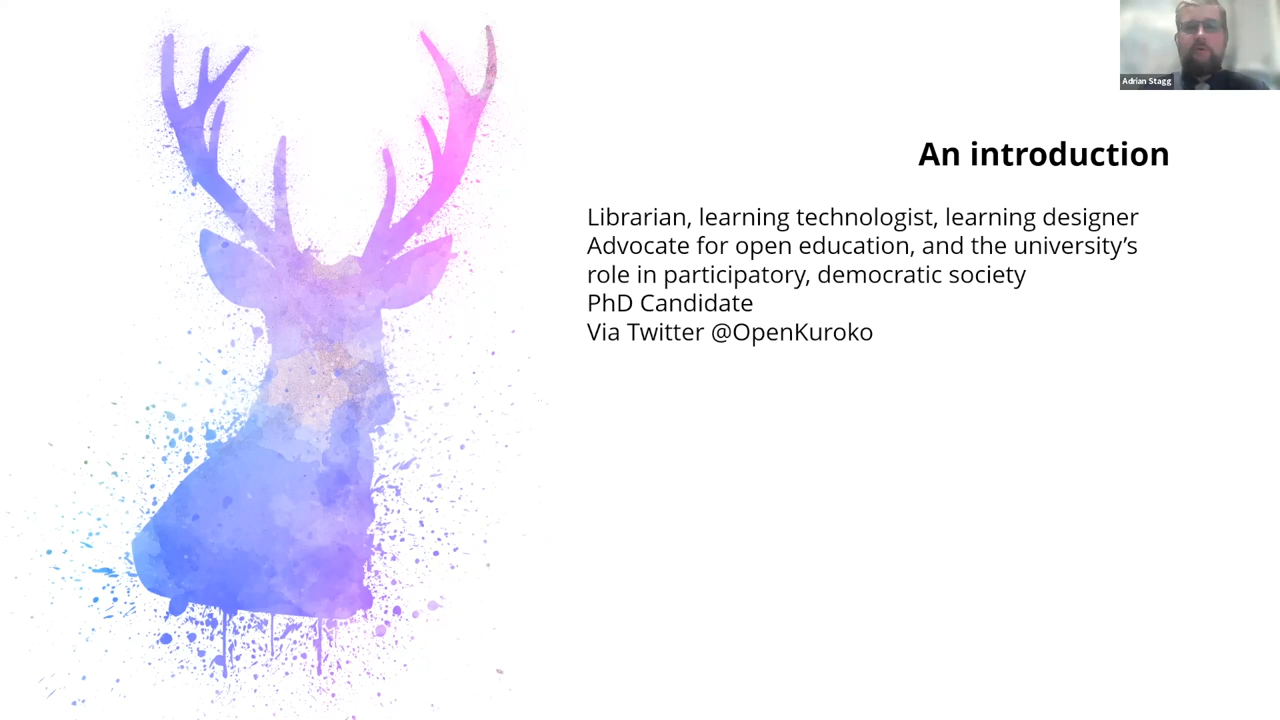 Adrian Stagg
An introduction
Librarian, learning technologist, learning designer
Advocate for open education, and the university’s
role in participatory, democratic society
PhD Candidate
Via Twitter @OpenKuroko